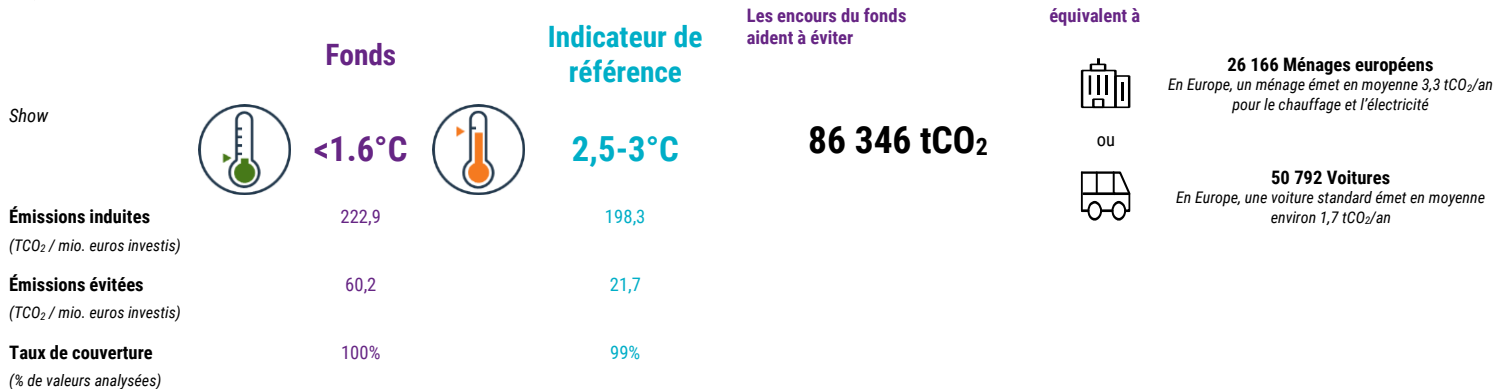 Fonds
Indicateur de
référence
Show
<1.6°C
2,5-3°C
Émissions induites
222,9
198,3
(TCO₂ / mio. euros investis)
Émissions évitées
60,2
21,7
(TCO₂ / mio. euros investis)
Taux de couverture
100%
99%
(% de valeurs analysées)
Les encours du fonds
aident à éviter
86 346 tCO₂
équivalent à
26 166 Ménages européens
En Europe, un ménage émet en moyenne 3,3 tCO₂/an
pour le chauffage et l’électricité
ou
50 792 Voitures
En Europe, une voiture standard émet en moyenne
environ 1,7 tCO₂/an